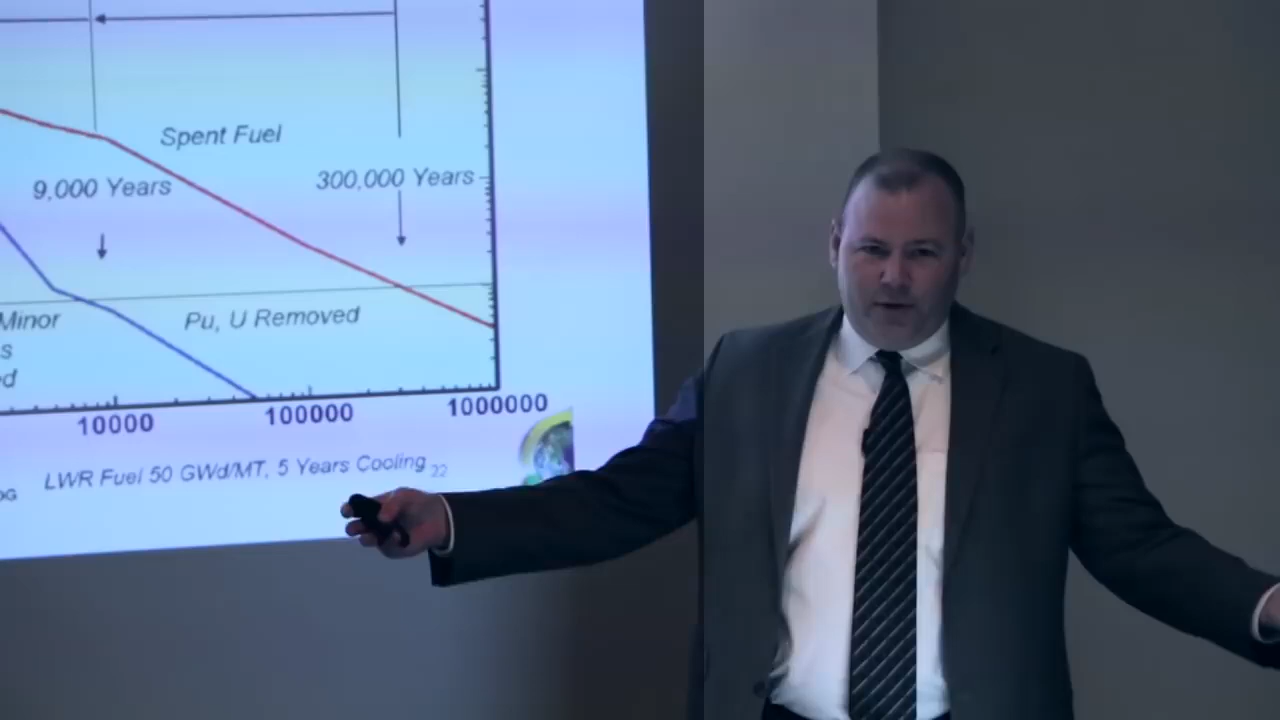 Spent Fuel
9,000 Years
300,000 Years
Minor
Pu, U Removed
s
d
10000
100000
1000000
LWR Fuel 50 GWd/MT, 5 Years Cooling
22